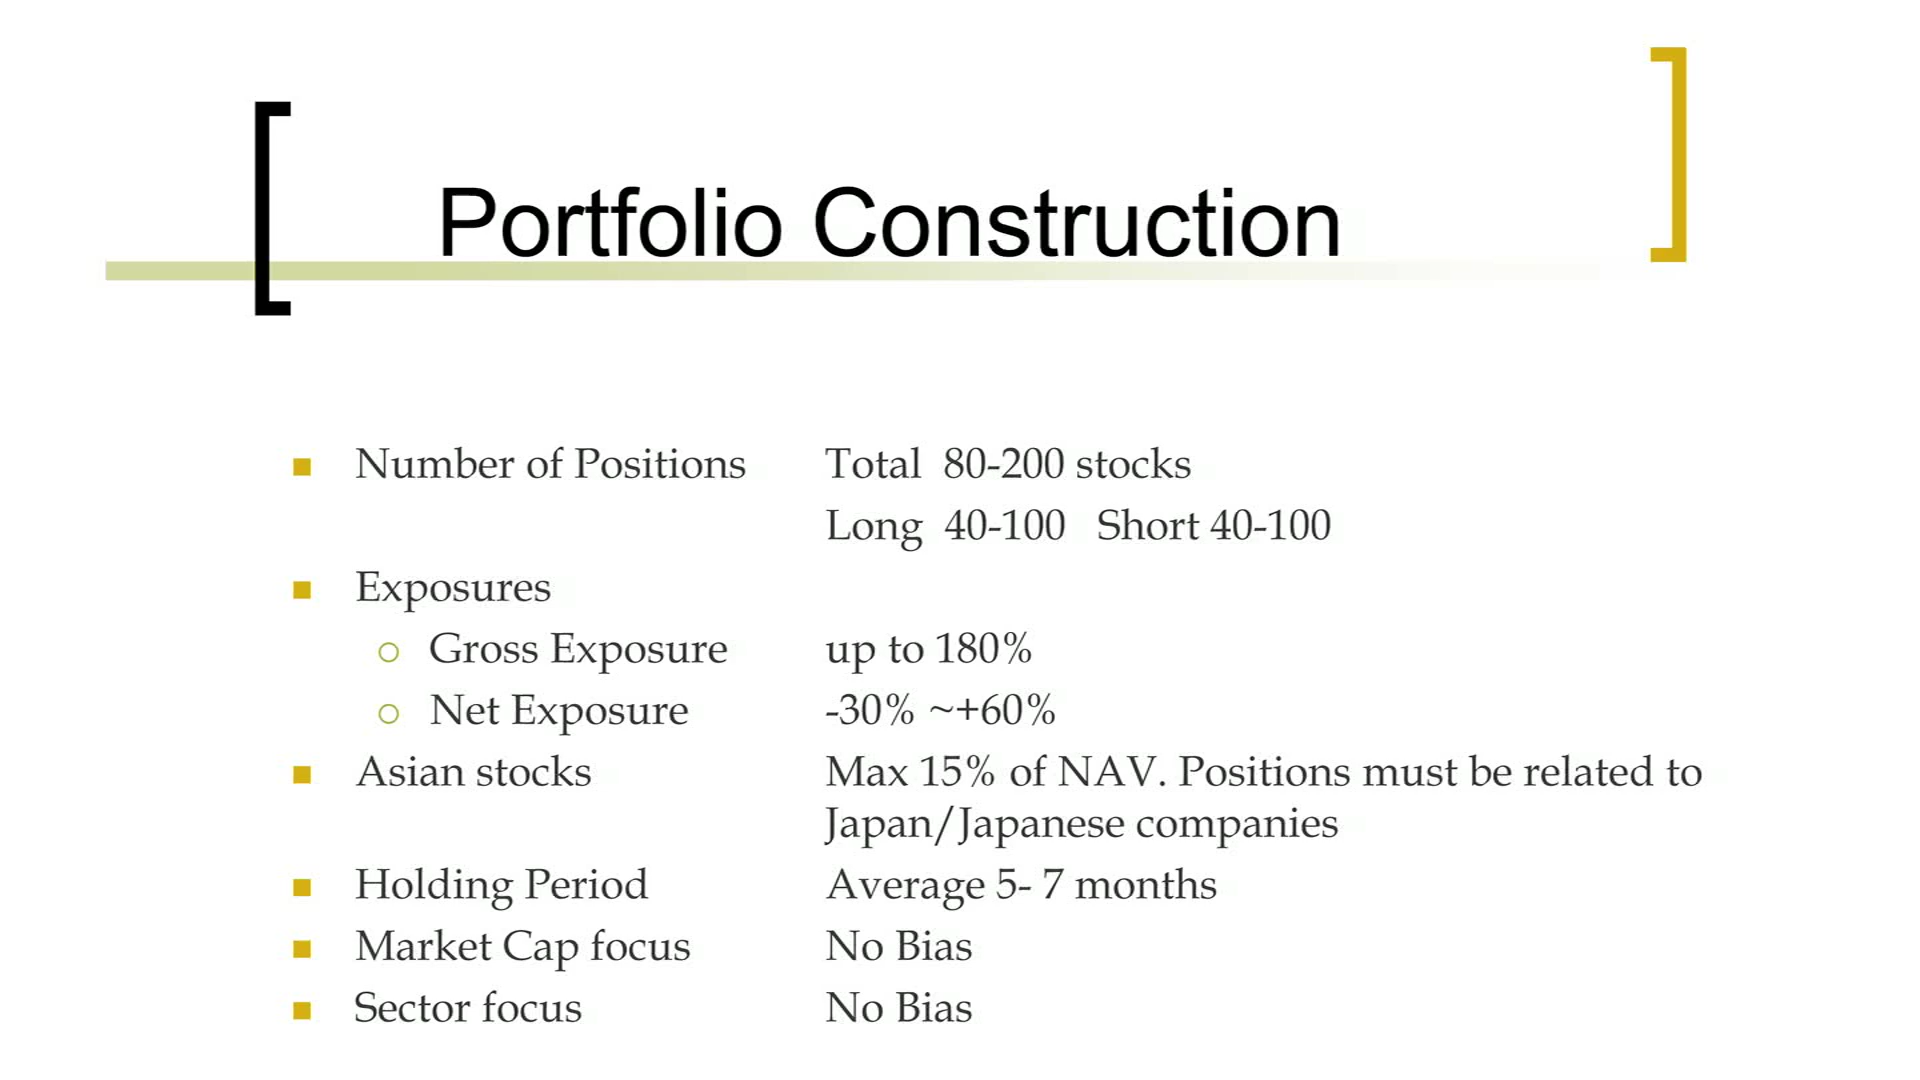 Portfolio Construction
Number of Positions Total 80-200 stocks
Long 40-100 Short 40-100
Exposures
Gross Exposure up to 180%
Net Exposure -30% ~+60%
Asian stocks Max 15% of NAV. Positions must be related to
Japan/Japanese companies
Holding Period Average 5- 7 months
Market Cap focus No Bias
Sector focus No Bias